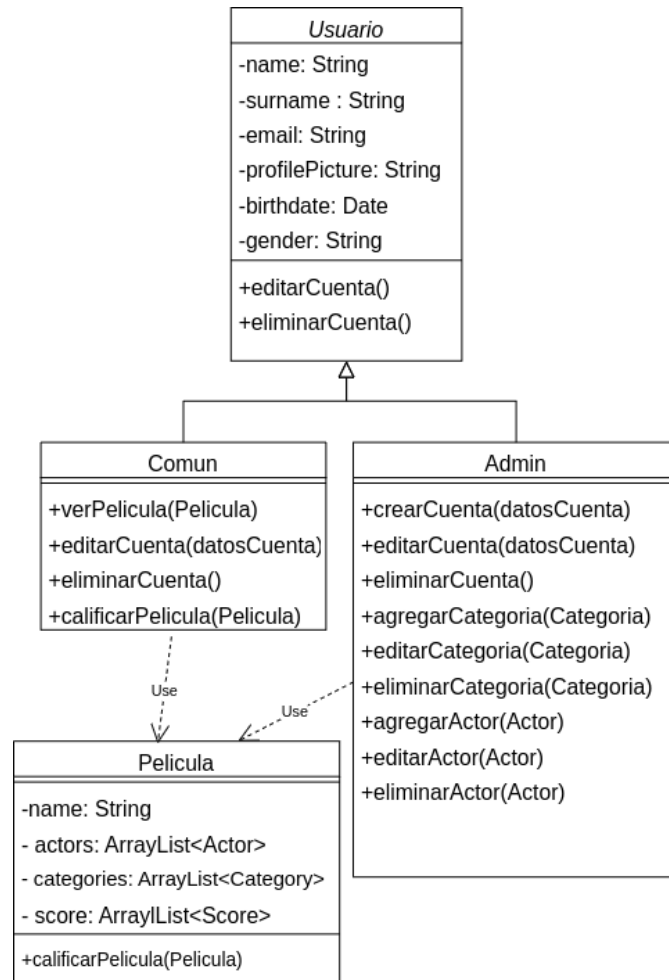 Usuario
-name: String
-surname : String
-email: String
-profilePicture: String
-birthdate: Date
-gender: String
+editarCuenta()
+eliminarCuenta()
Comun
+verPelicula(Pelicula)
+editarCuenta(datosCuenta)
+eliminarCuenta()
+calificarPelicula(Pelicula)
Admin
+crearCuenta(datosCuenta)
+editarCuenta(datosCuenta)
+eliminarCuenta()
+agregarCategoria(Categoria)
+editarCategoria(Categoria)
+eliminarCategoria(Categoria)
+agregarActor(Actor)
+editarActor(Actor)
+eliminarActor(Actor)
Use
Use
Pelicula
-name: String
- actors: ArrayList<Actor>
- categories: ArrayList<Category>
- score: ArraylList<Score>
+calificarPelicula(Pelicula)